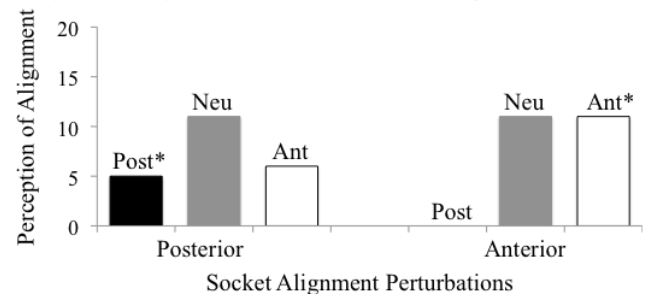 Perception of Alignment
20
15
10
5
0
Post*
Neu
Ant
Post
Neu
Ant*
Posterior
Anterior
Socket Alignment Perturbations